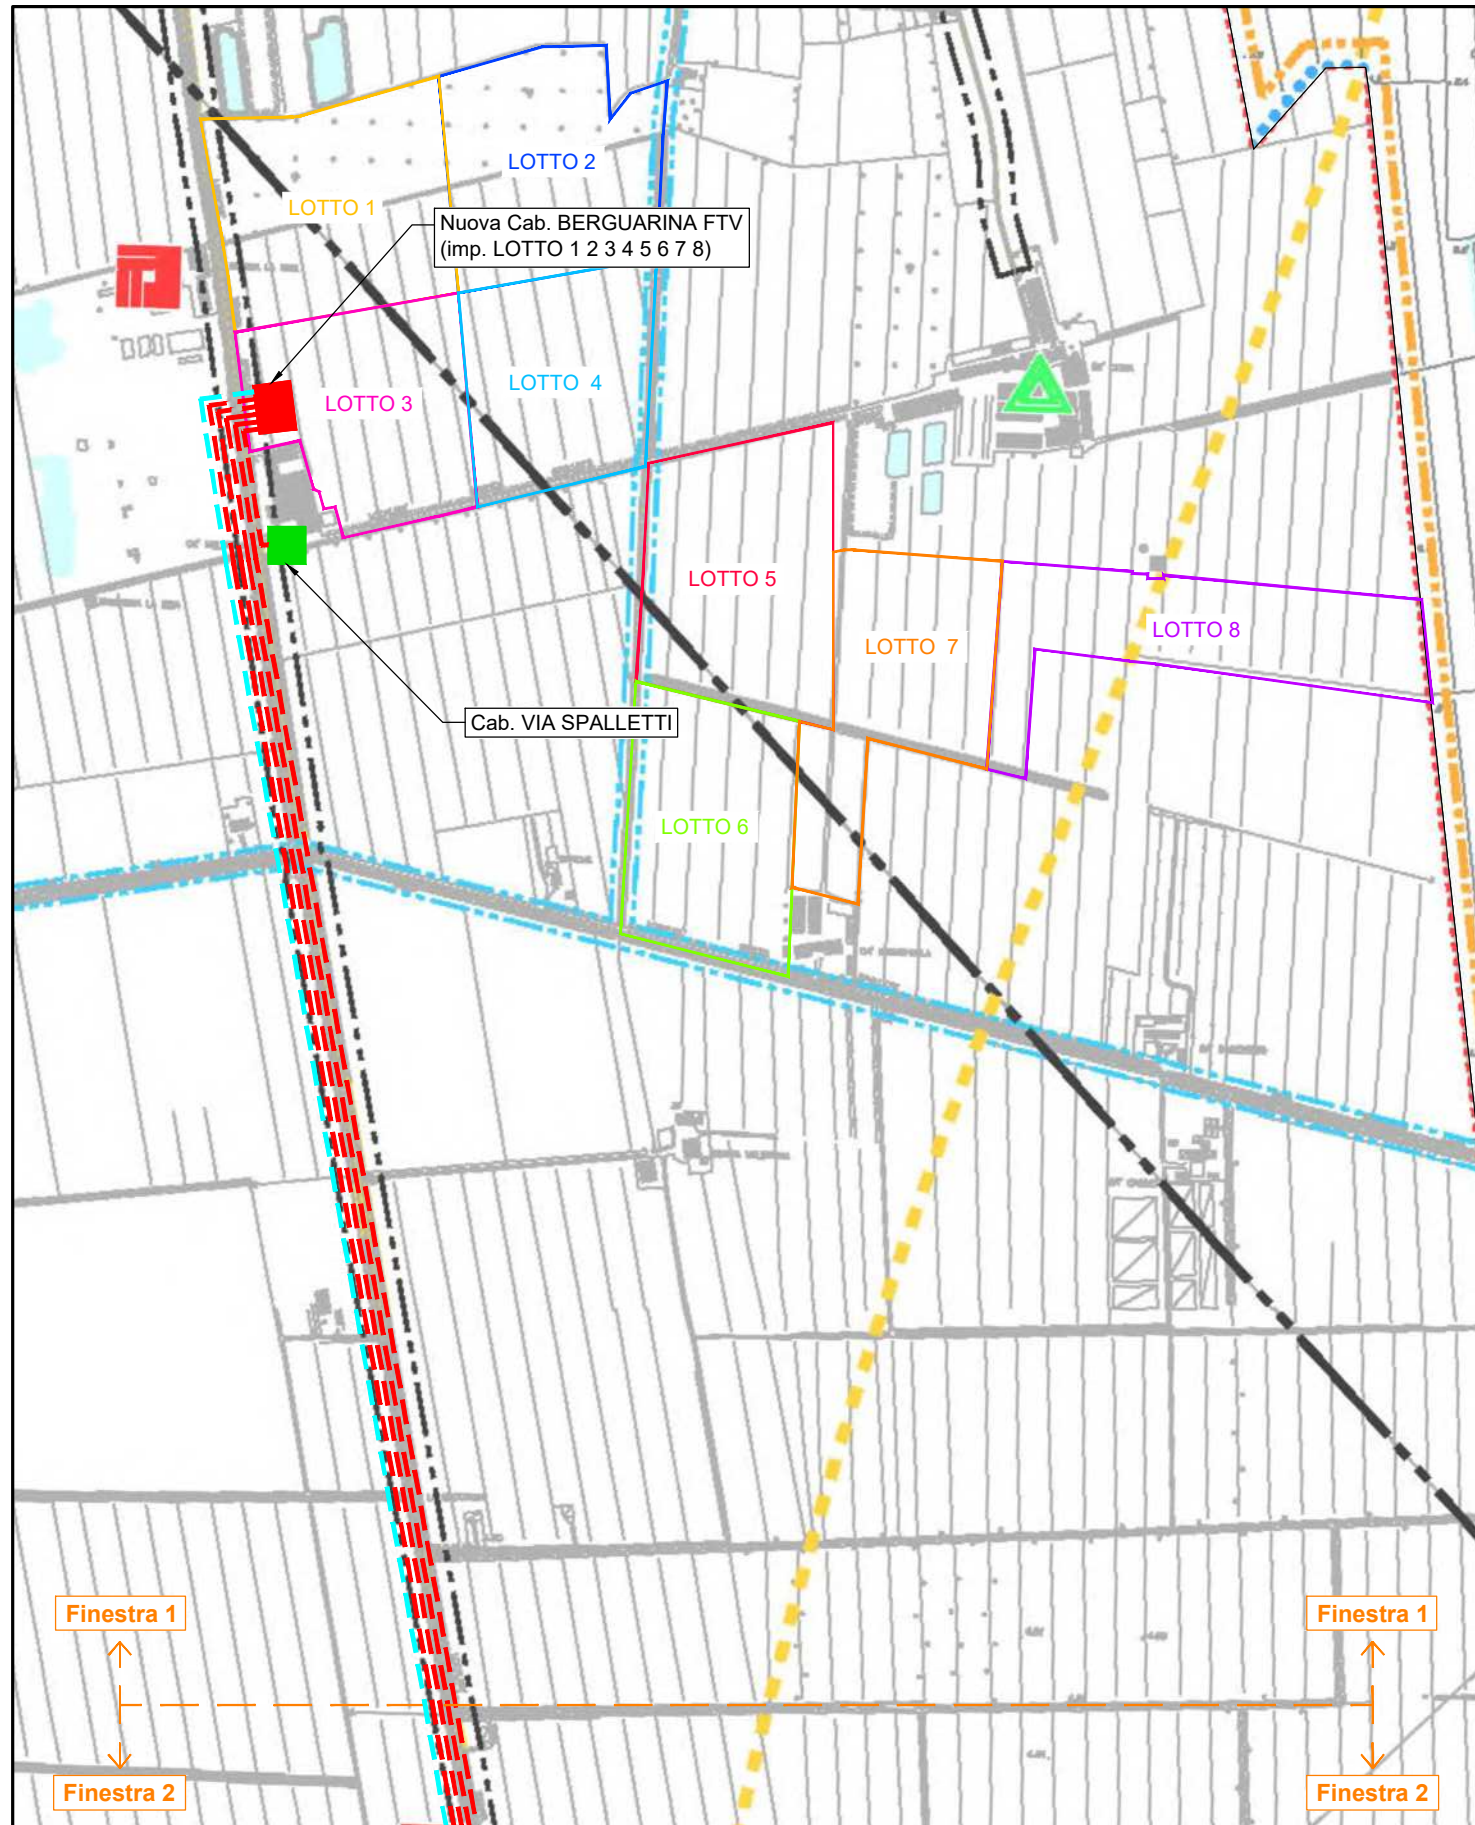 LOTTO 2
LOTTO 1
Nuova Cab. BERGUARINA FTV
(imp. LOTTO 1 2 3 4 5 6 7 8)
LOTTO 4
LOTTO 3
LOTTO 5
LOTTO 8
LOTTO 7
Cab. VIA SPALLETTI
LOTTO 6
Finestra 1
Finestra 1
Finestra 2
Finestra 2